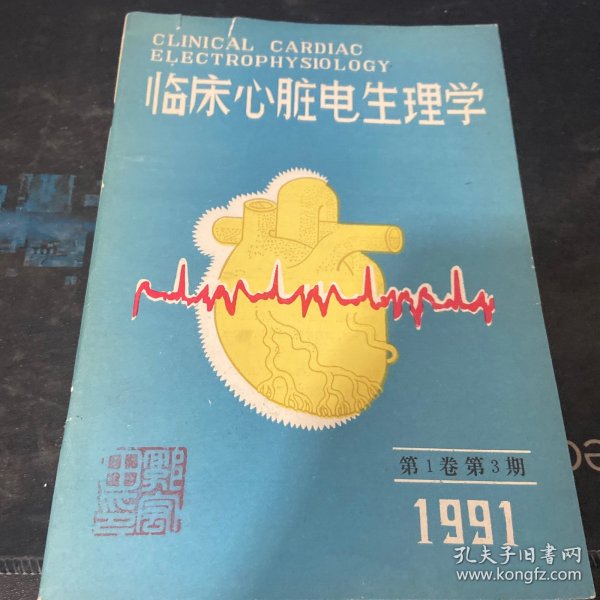 CLINICAL CARDIAC
ELECTROPHYSIOLOGY
临床心脏电生理学
第1卷第3期
1991
孔夫子旧书网
www.kongfz.com